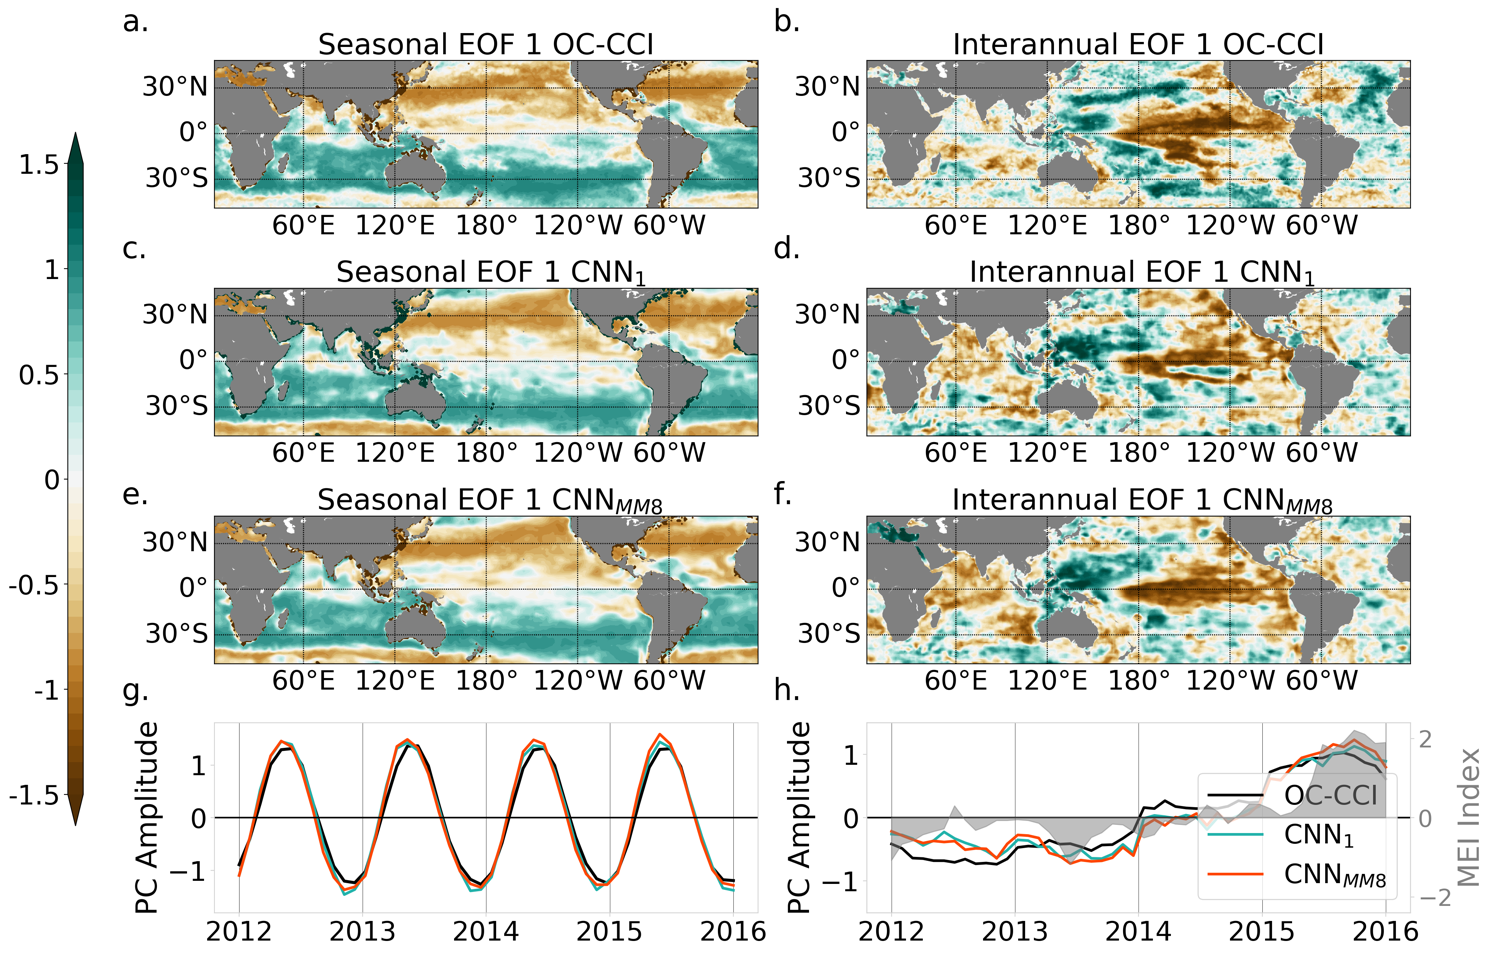 a.
Seasonal EOF 1 OC-CCI
30°N
0°
30°S
60°E 120°E 180° 120°W 60°W
b.
Interannual EOF 1 OC-CCI
30°N
0°
30°S
60°E 120°E 180° 120°W 60°W
1.5
1
0.5
0
-0.5
-1
-1.5
c.
Seasonal EOF 1 CNN1
30°N
0°
30°S
60°E 120°E 180° 120°W 60°W
d.
Interannual EOF 1 CNN1
30°N
0°
30°S
60°E 120°E 180° 120°W 60°W
e.
Seasonal EOF 1 CNNMM8
30°N
0°
30°S
60°E 120°E 180° 120°W 60°W
f.
Interannual EOF 1 CNNMM8
30°N
0°
30°S
60°E 120°E 180° 120°W 60°W
g.
PC Amplitude
1
0
−1
2012 2013 2014 2015 2016
h.
PC Amplitude
1
0
−1
OC-CCI
CNN1
CNNMM8
2
0
−2
MEI Index
2012 2013 2014 2015 2016